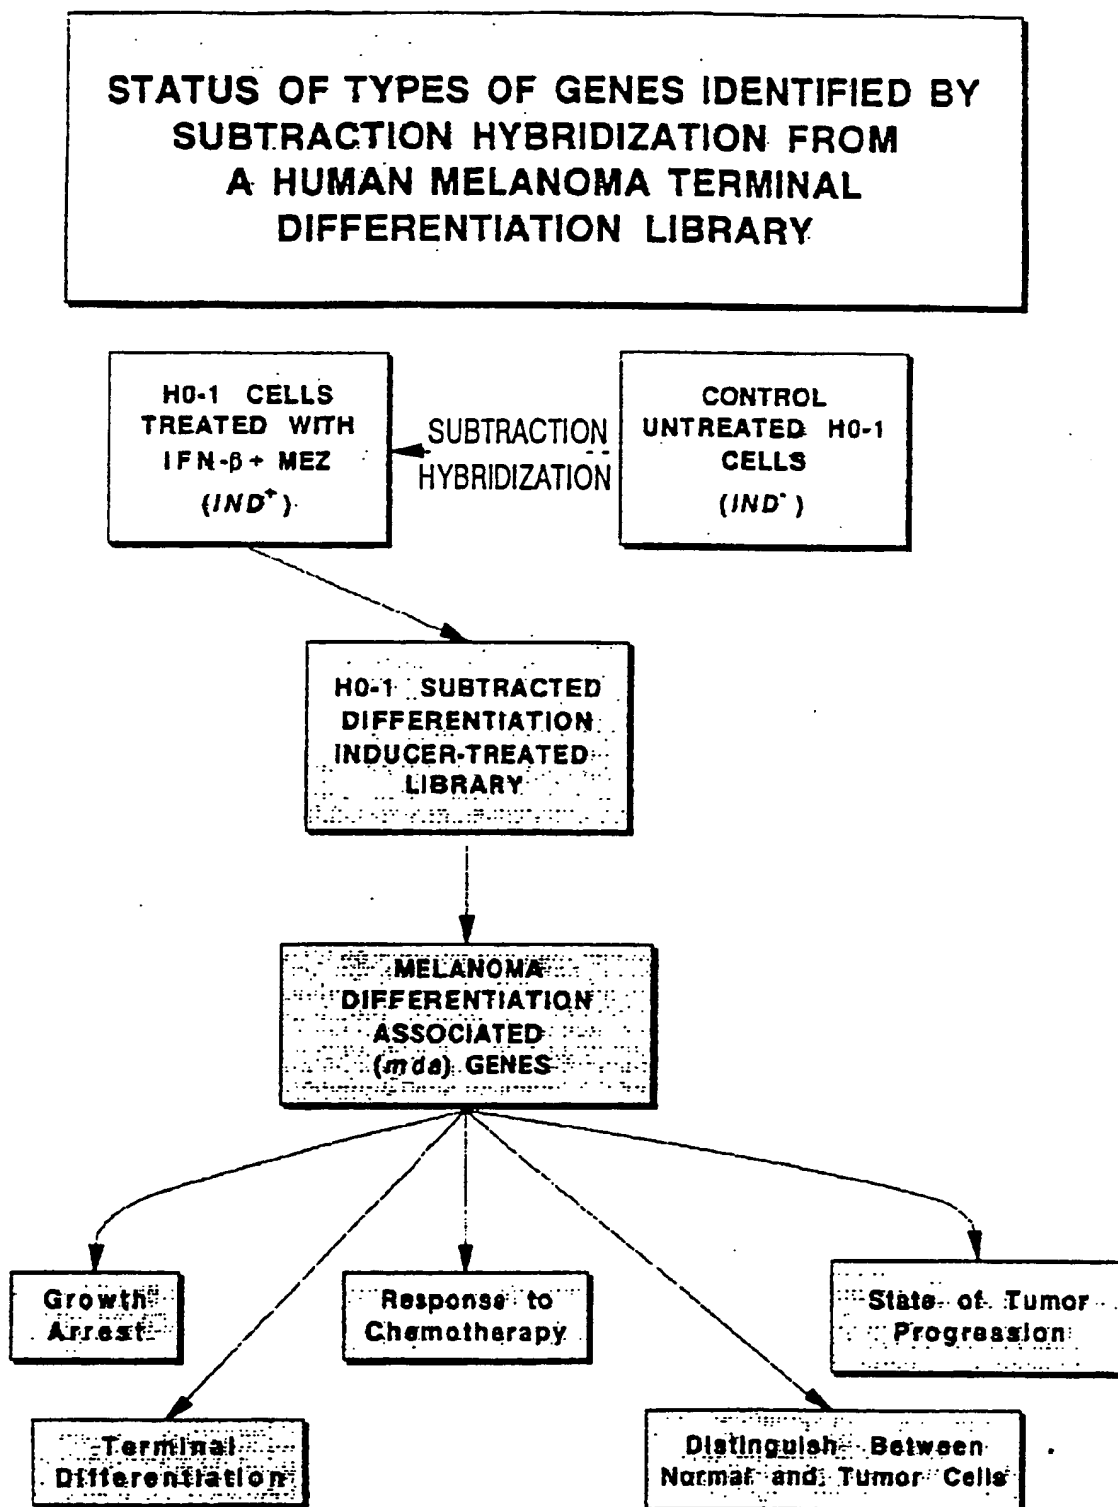 STATUS OF TYPES OF GENES IDENTIFIED BY
SUBTRACTION HYBRIDIZATION FROM
A HUMAN MELANOMA TERMINAL
DIFFERENTIATION LIBRARY
HO-1 CELLS
TREATED WITH
IFN-β + MEZ
(IND⁺)
SUBTRACTION
HYBRIDIZATION
CONTROL
UNTREATED HO-1
CELLS
(IND⁻)
HO-1 SUBTRACTED
DIFFERENTIATION
INDUCER-TREATED
LIBRARY
MELANOMA
DIFFERENTIATION
ASSOCIATED
(mda) GENES
Growth
Arrest
Response to
Chemotherapy
State of Tumor
Progression
Terminal
Differentiation
Distinguish Between
Normal and Tumor Cells